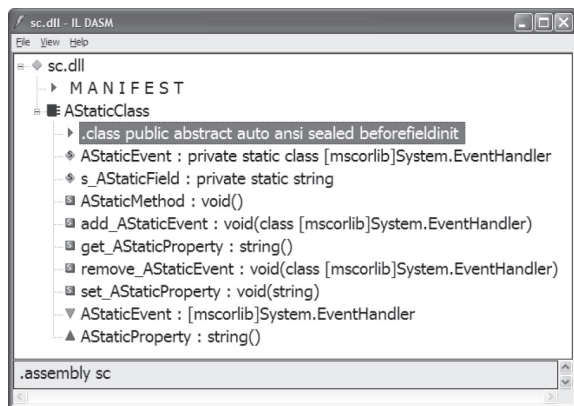 sc.dll - IL DASM
File View Help
sc.dll
M A N I F E S T
AStaticClass
.class public abstract auto ansi sealed beforefieldinit
AStaticEvent : private static class [mscorlib]System.EventHandler
s_AStaticField : private static string
AStaticMethod : void()
add_AStaticEvent : void(class [mscorlib]System.EventHandler)
get_AStaticProperty : string()
remove_AStaticEvent : void(class [mscorlib]System.EventHandler)
set_AStaticProperty : void(string)
AStaticEvent : [mscorlib]System.EventHandler
AStaticProperty : string()
.assembly sc